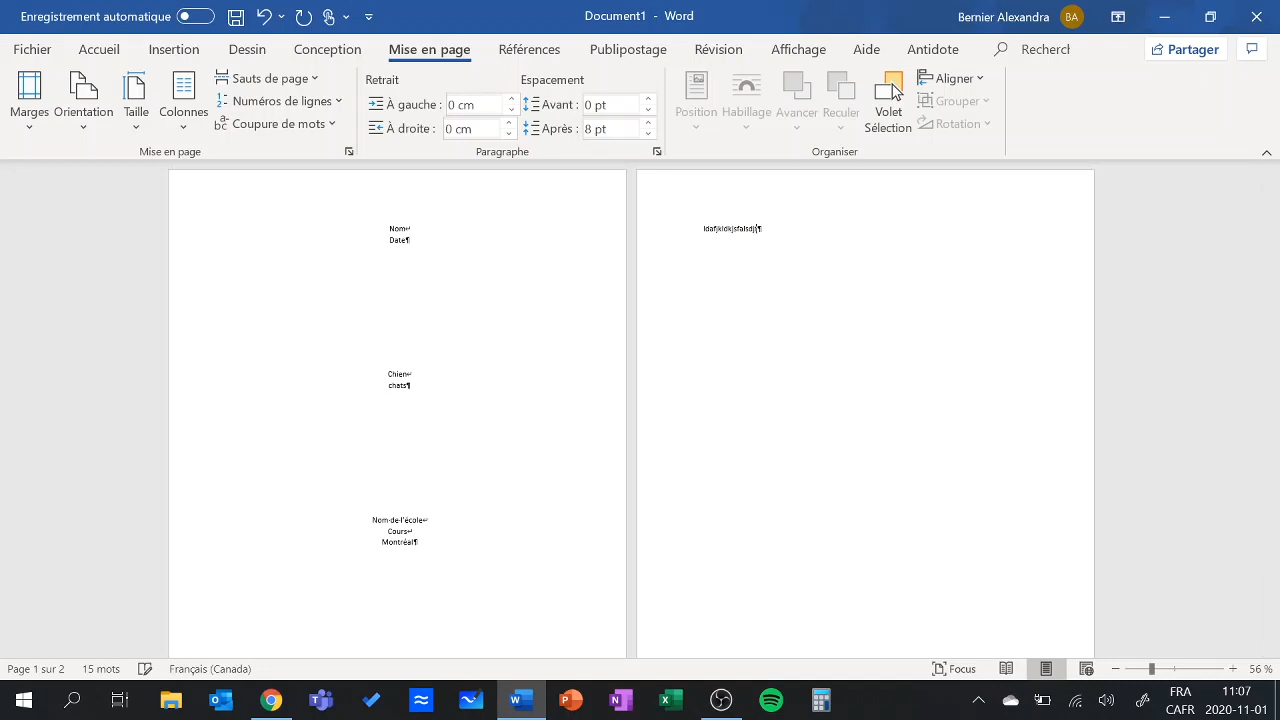 Enregistrement automatique
Document1 - Word
Bernier Alexandra
BA
Fichier
Accueil
Insertion
Dessin
Conception
Mise en page
Références
Publipostage
Révision
Affichage
Aide
Antidote
Recherch
Partager
Marges
Orientation
Taille
Colonnes
Sauts de page
Numéros de lignes
Coupure de mots
Mise en page
Retrait
À gauche : 0 cm
À droite : 0 cm
Espacement
Avant : 0 pt
Après : 8 pt
Paragraphe
Position
Habillage
Avancer
Reculer
Volet
Sélection
Aligner
Grouper
Rotation
Organiser
Nom↵
Date¶
Chien↵
chats¶
Nom·de·l'école↵
Cours↵
Montréal¶
Page 1 sur 2
15 mots
Français (Canada)
Focus
56 %
FRA
CAFR
11:07
2020-11-01